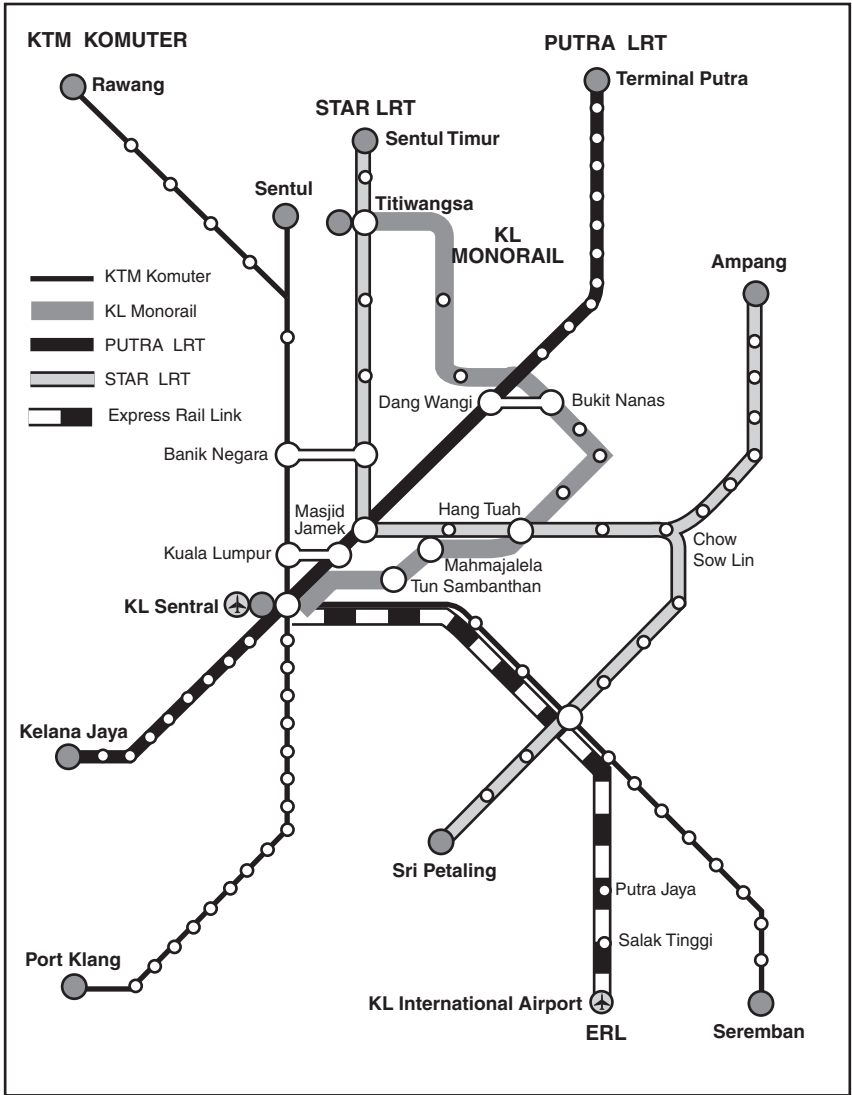 KTM KOMUTER
PUTRA LRT
Rawang
Terminal Putra
STAR LRT
Sentul Timur
Sentul
Titiwangsa
KL
MONORAIL
Ampang
KTM Komuter
KL Monorail
PUTRA LRT
STAR LRT
Express Rail Link
Dang Wangi
Bukit Nanas
Banik Negara
Masjid
Jamek
Hang Tuah
Chow
Sow Lin
Kuala Lumpur
Mahmajalela
Tun Sambanthan
KL Sentral
Kelana Jaya
Sri Petaling
Putra Jaya
Salak Tinggi
Port Klang
KL International Airport
ERL
Seremban